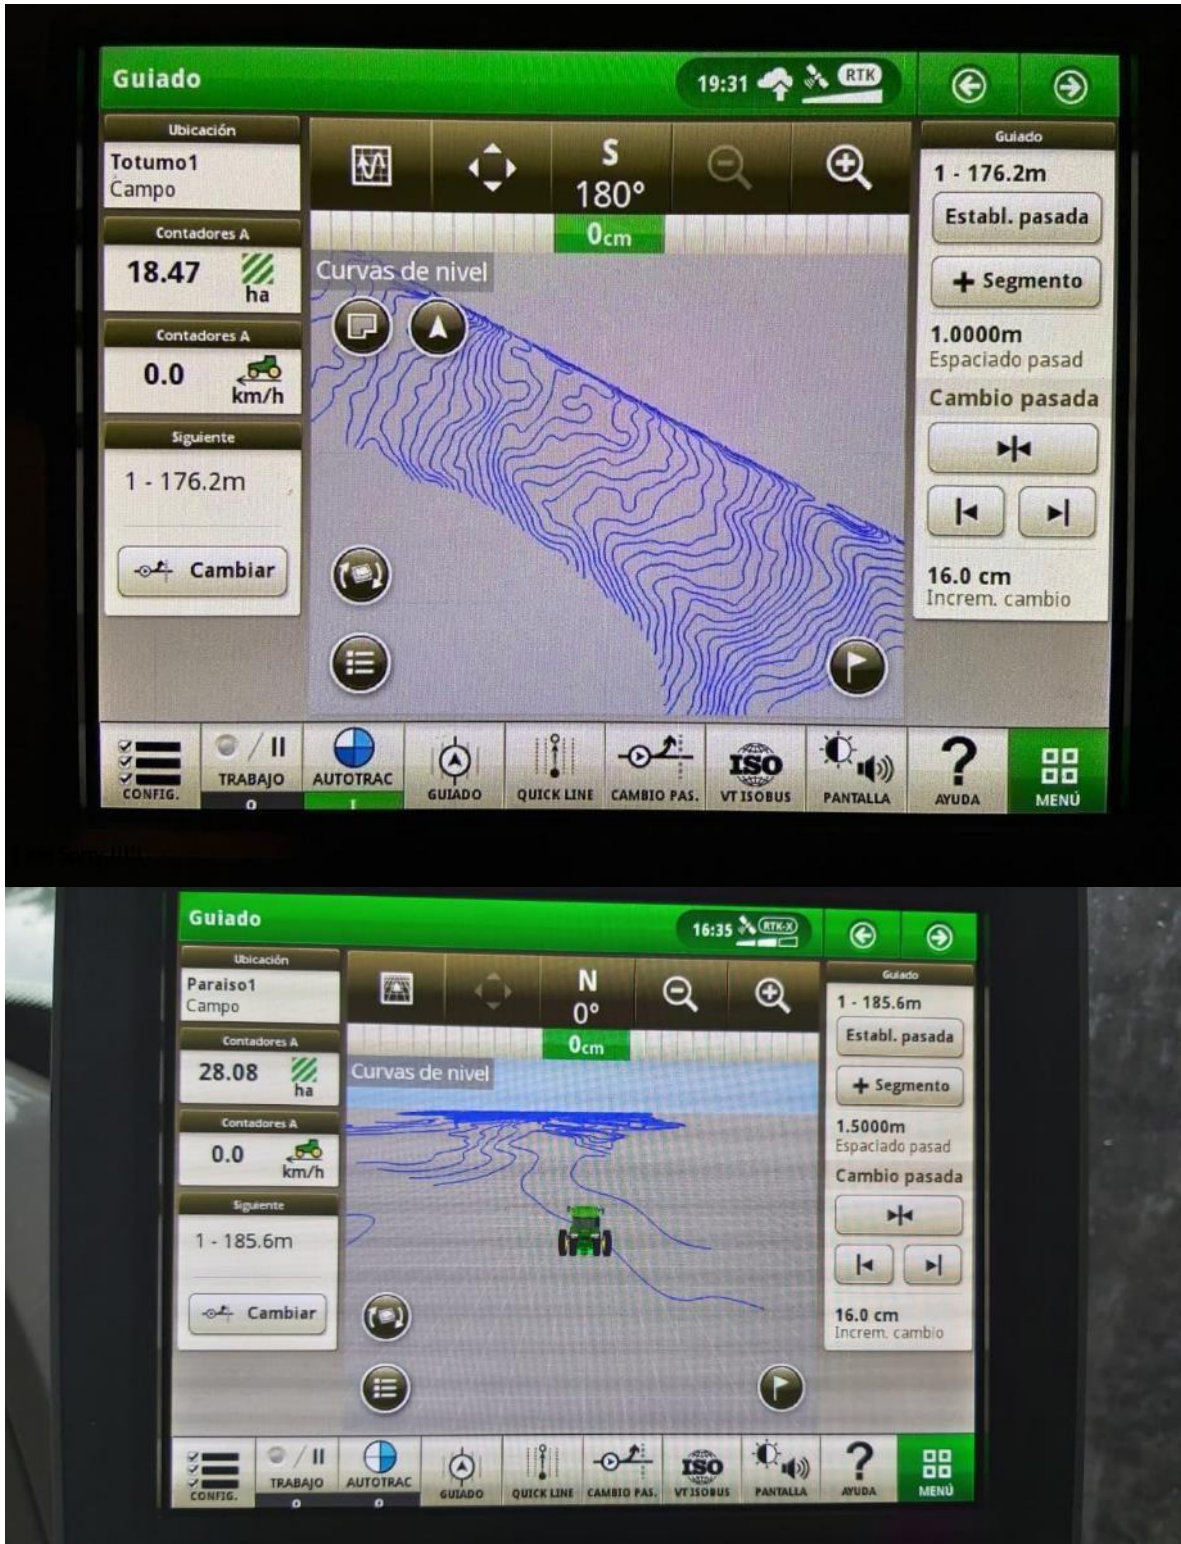 Guiado
19:31 RTK
Ubicación
Totumo1
Campo
Contadores A
18.47
ha
Contadores A
0.0
km/h
Siguiente
1 - 176.2m
Cambiar
S
180°
0cm
Curvas de nivel
Guiado
1 - 176.2m
Establ. pasada
+ Segmento
1.0000m
Espaciado pasad
Cambio pasada
16.0 cm
Increm. cambio
CONFIG.
TRABAJO
0
AUTOTRAC
I
GUIADO
QUICK LINE
CAMBIO PAS.
ISO
VT ISOBUS
PANTALLA
?
AYUDA
MENÚ
Guiado
16:35 RTK-X
Ubicación
Paraiso1
Campo
Contadores A
28.08
ha
Contadores A
0.0
km/h
Siguiente
1 - 185.6m
Cambiar
N
0°
0cm
Curvas de nivel
Guiado
1 - 185.6m
Establ. pasada
+ Segmento
1.5000m
Espaciado pasad
Cambio pasada
16.0 cm
Increm. cambio
CONFIG.
TRABAJO
0
AUTOTRAC
0
GUIADO
QUICK LINE
CAMBIO PAS.
ISO
VT ISOBUS
PANTALLA
?
AYUDA
MENÚ